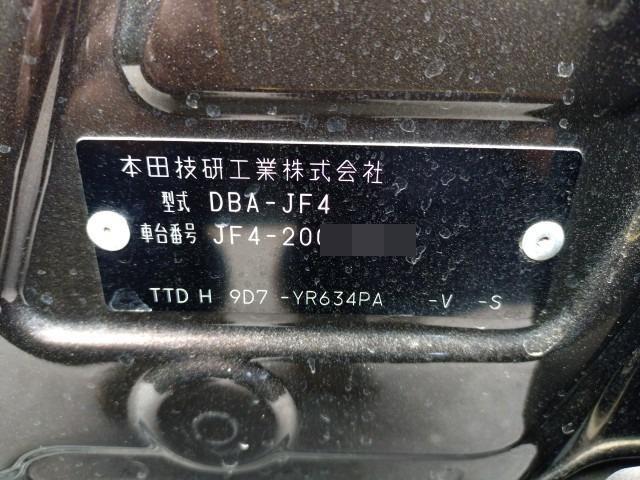 本田技研工業株式会社
型式 DBA-JF4
車台番号 JF4-200
TTD H 9D7 -YR634PA -V -S